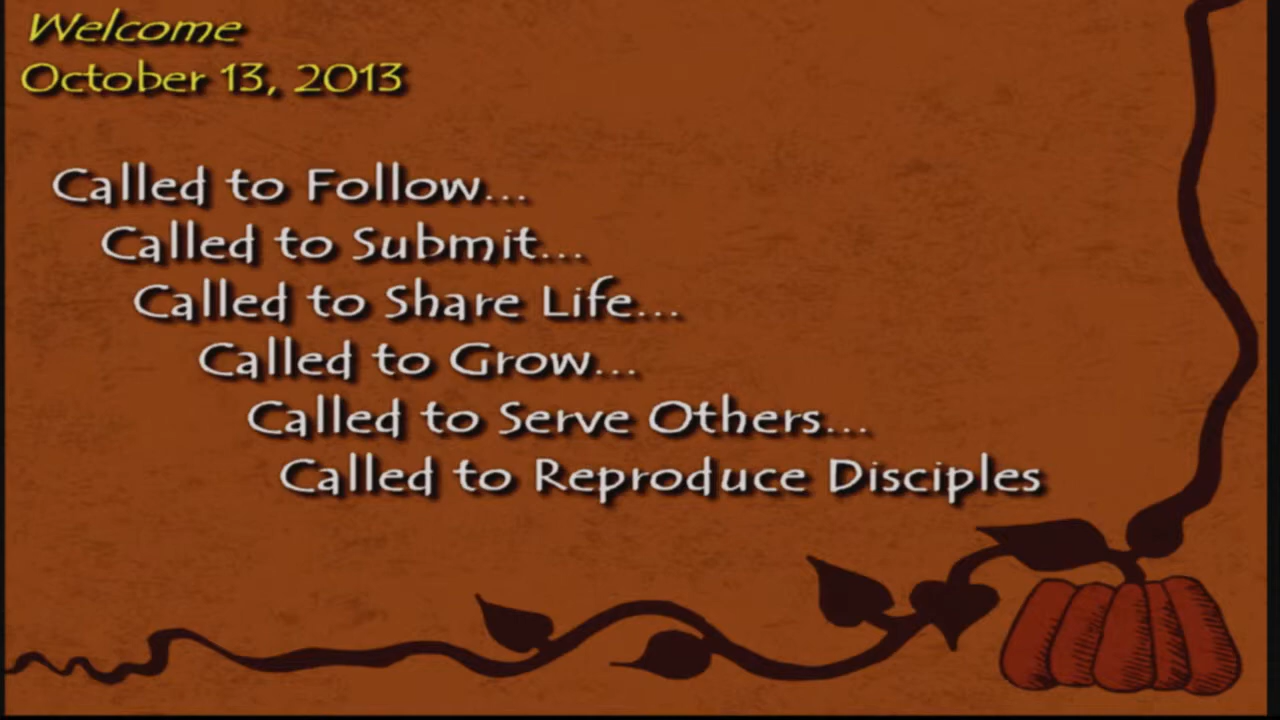 Welcome
October 13, 2013
Called to Follow...
Called to Submit...
Called to Share Life...
Called to Grow...
Called to Serve Others...
Called to Reproduce Disciples